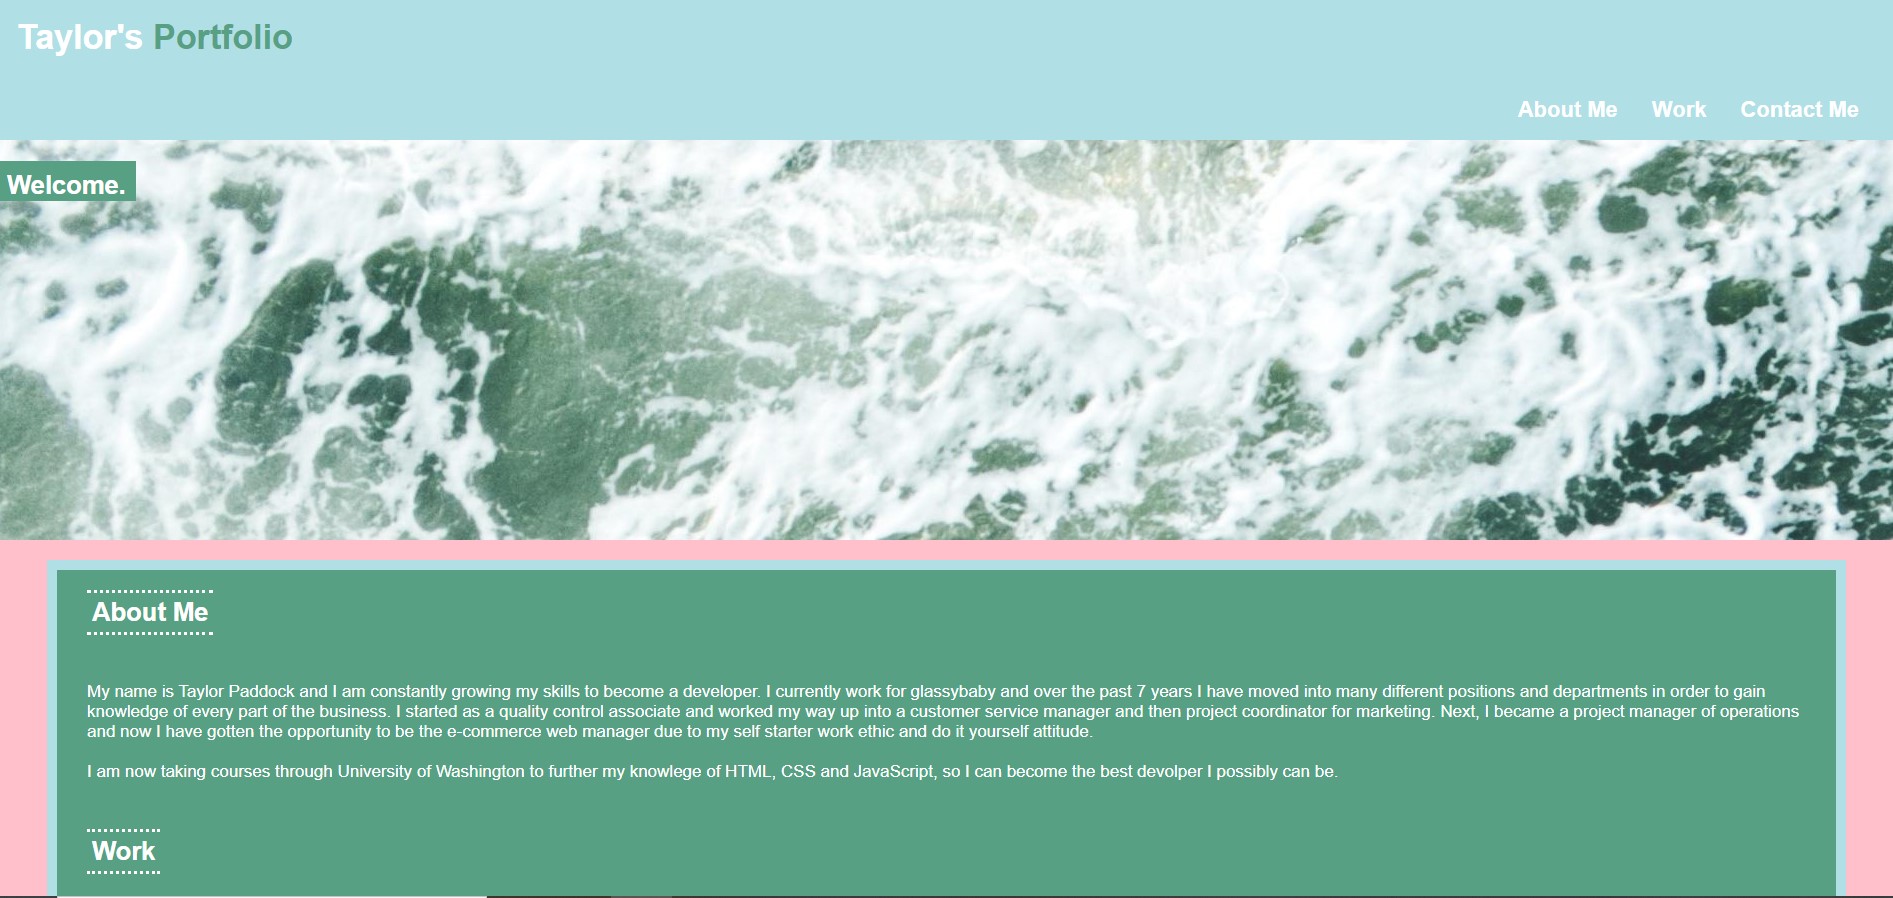 Taylor's Portfolio
About Me Work Contact Me
Welcome.
About Me
My name is Taylor Paddock and I am constantly growing my skills to become a developer. I currently work for glassybaby and over the past 7 years I have moved into many different positions and departments in order to gain
knowledge of every part of the business. I started as a quality control associate and worked my way up into a customer service manager and then project coordinator for marketing. Next, I became a project manager of operations
and now I have gotten the opportunity to be the e-commerce web manager due to my self starter work ethic and do it yourself attitude.
I am now taking courses through University of Washington to further my knowlege of HTML, CSS and JavaScript, so I can become the best devolper I possibly can be.
Work